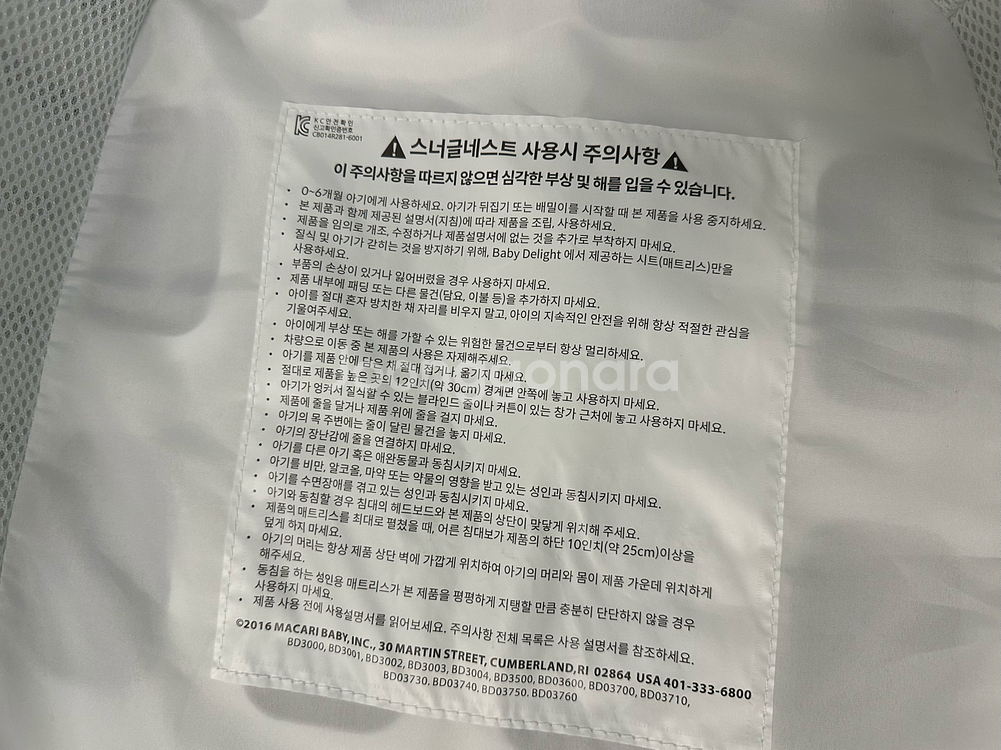 KC안전확인
신고확인증번호
CB014R281-6001
스너글네스트 사용시 주의사항
이 주의사항을 따르지 않으면 심각한 부상 및 해를 입을 수 있습니다.
• 0~6개월 아기에게 사용하세요. 아기가 뒤집기 또는 배밀이를 시작할 때 본 제품을 사용 중지하세요.
• 본 제품과 함께 제공된 설명서(지침)에 따라 제품을 조립, 사용하세요.
• 제품을 임의로 개조, 수정하거나 제품설명서에 없는 것을 추가로 부착하지 마세요.
• 질식 및 아기가 갇히는 것을 방지하기 위해, Baby Delight 에서 제공하는 시트(매트리스)만을
사용하세요.
• 부품의 손상이 있거나 잃어버렸을 경우 사용하지 마세요.
• 제품 내부에 패딩 또는 다른 물건(담요, 이불 등)을 추가하지 마세요.
• 아이를 절대 혼자 방치한 채 자리를 비우지 말고, 아이의 지속적인 안전을 위해 항상 적절한 관심을
기울여주세요.
• 아이에게 부상 또는 해를 가할 수 있는 위험한 물건으로부터 항상 멀리하세요.
• 차량으로 이동 중 본 제품의 사용은 자제해주세요.
• 아기를 제품 안에 담은 채 절대 접거나, 옮기지 마세요.
• 절대로 제품을 높은 곳의 12인치(약 30cm) 경계면 안쪽에 놓고 사용하지 마세요.
• 아기가 엉켜서 질식할 수 있는 블라인드 줄이나 커튼이 있는 창가 근처에 놓고 사용하지 마세요.
• 제품에 줄을 달거나 제품 위에 줄을 걸지 마세요.
• 아기의 목 주변에는 줄이 달린 물건을 놓지 마세요.
• 아기의 장난감에 줄을 연결하지 마세요.
• 아기를 다른 아기 혹은 애완동물과 동침시키지 마세요.
• 아기를 비만, 알코올, 마약 또는 약물의 영향을 받고 있는 성인과 동침시키지 마세요.
• 아기를 수면장애를 겪고 있는 성인과 동침시키지 마세요.
• 아기와 동침할 경우 침대의 헤드보드와 본 제품의 상단이 맞닿게 위치해 주세요.
• 제품의 매트리스를 최대로 펼쳤을 때, 어른 침대보가 제품의 하단 10인치(약 25cm)이상을
덮게 하지 마세요.
• 아기의 머리는 항상 제품 상단 벽에 가깝게 위치하여 아기의 머리와 몸이 제품 가운데 위치하게
해주세요.
• 동침을 하는 성인용 매트리스가 본 제품을 평평하게 지탱할 만큼 충분히 단단하지 않을 경우
사용하지 마세요.
• 제품 사용 전에 사용설명서를 읽어보세요. 주의사항 전체 목록은 사용 설명서를 참조하세요.
©2016 MACARI BABY, INC., 30 MARTIN STREET, CUMBERLAND, RI 02864 USA 401-333-6800
BD3000, BD3001, BD3002, BD3003, BD3004, BD3500, BD03600, BD03700, BD03710,
BD03730, BD03740, BD03750. BD03760